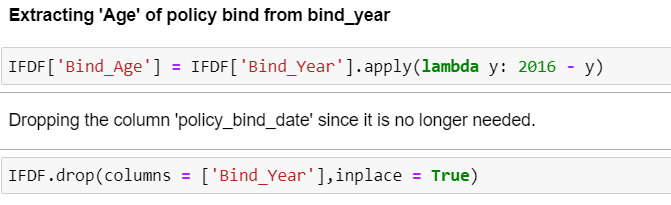 Extracting 'Age' of policy bind from bind_year
IFDF['Bind_Age'] = IFDF['Bind_Year'].apply(lambda y: 2016 - y)
Dropping the column 'policy_bind_date' since it is no longer needed.
IFDF.drop(columns = ['Bind_Year'],inplace = True)